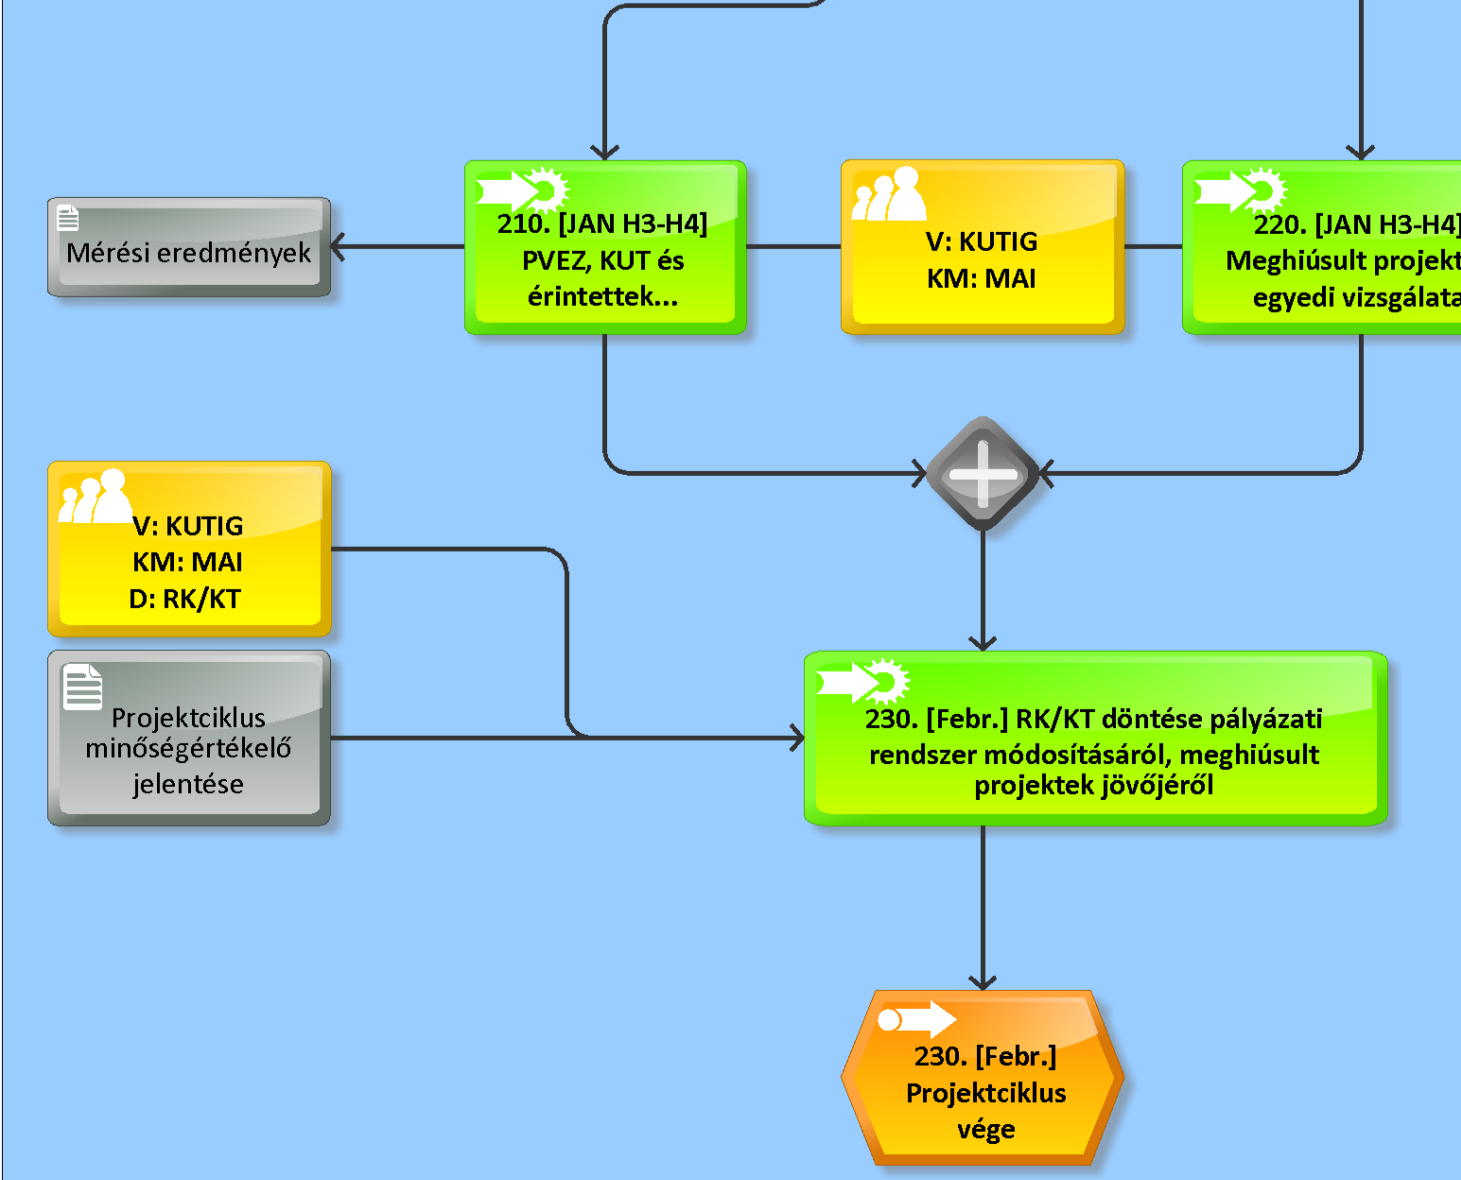 Mérési eredmények
210. [JAN H3-H4]
PVEZ, KUT és
érintettek...
V: KUTIG
KM: MAI
220. [JAN H3-H4]
Meghiúsult projekt
egyedi vizsgálata
V: KUTIG
KM: MAI
D: RK/KT
Projektciklus
minőségértékelő
jelentése
230. [Febr.] RK/KT döntése pályázati
rendszer módosításáról, meghiúsult
projektek jövőjéről
230. [Febr.]
Projektciklus
vége